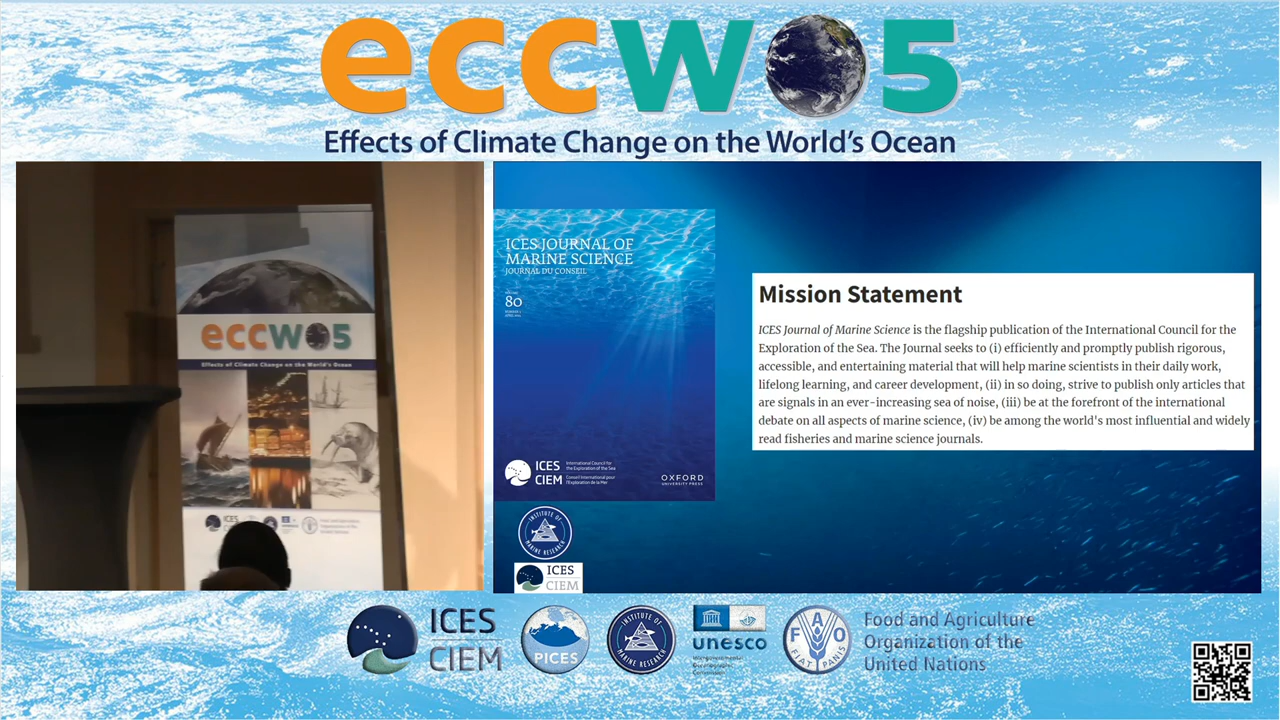 eccwo5
Effects of Climate Change on the World's Ocean
eccwo5
Effects of Climate Change on the World's Ocean
ICES
CIEM
ICES JOURNAL OF
MARINE SCIENCE
JOURNAL DU CONSEIL
80
ICES
CIEM
International Council for
the Exploration of the Sea
Conseil International pour
l'Exploration de la Mer
OXFORD
UNIVERSITY PRESS
INSTITUTE OF
MARINE RESEARCH
ICES
CIEM
Mission Statement
ICES Journal of Marine Science is the flagship publication of the International Council for the
Exploration of the Sea. The Journal seeks to (i) efficiently and promptly publish rigorous,
accessible, and entertaining material that will help marine scientists in their daily work,
lifelong learning, and career development, (ii) in so doing, strive to publish only articles that
are signals in an ever-increasing sea of noise, (iii) be at the forefront of the international
debate on all aspects of marine science, (iv) be among the world's most influential and widely
read fisheries and marine science journals.
ICES
CIEM
PICES
INSTITUTE OF
MARINE RESEARCH
unesco
Intergovernmental
Oceanographic
Commission
FAO
FIAT PANIS
Food and Agriculture
Organization of the
United Nations